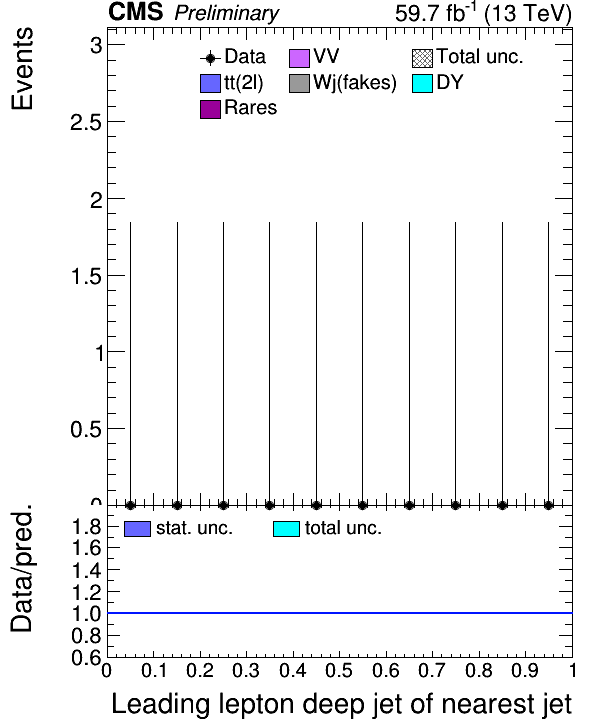 CMS Preliminary 59.7 fb⁻¹ (13 TeV)
Events
3
2.5
2
1.5
1
0.5
0
Data VV Total unc.
tt(2l) Wj(fakes) DY
Rares
Data/pred.
1.8
1.6
1.4
1.2
1.0
0.8
0.6
stat. unc. total unc.
0 0.1 0.2 0.3 0.4 0.5 0.6 0.7 0.8 0.9 1
Leading lepton deep jet of nearest jet